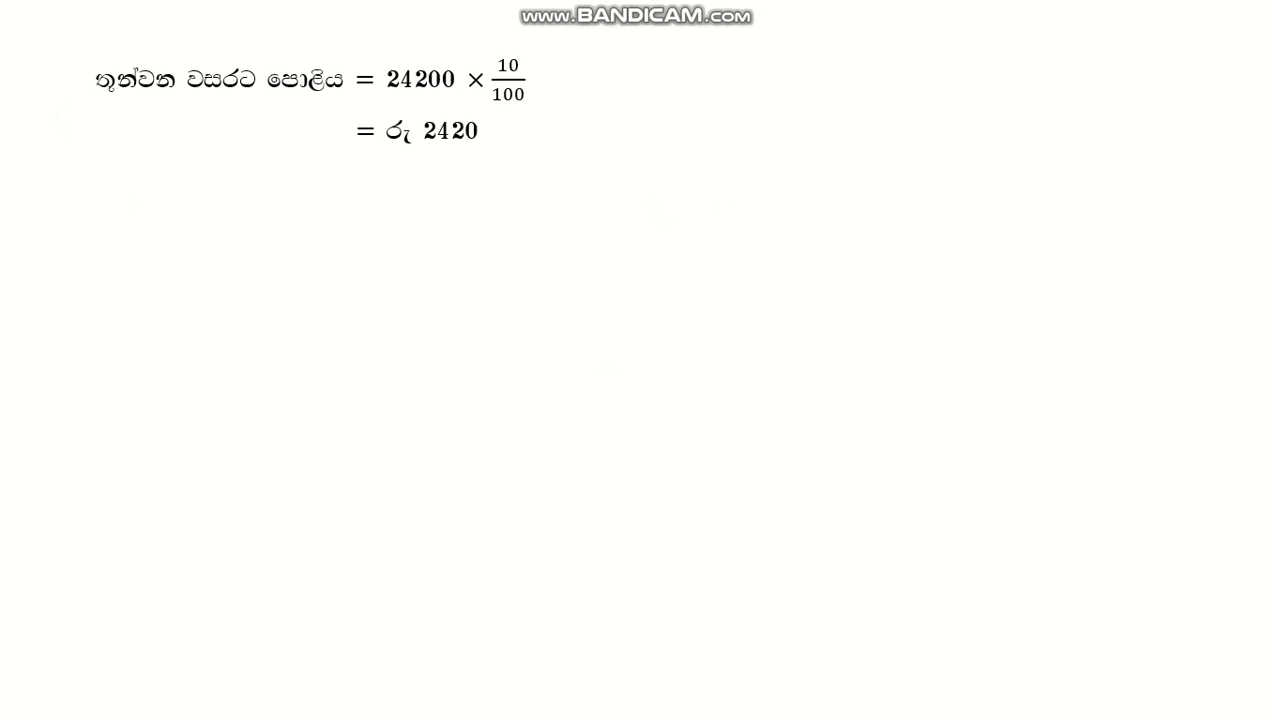 www.BANDICAM.com
තුන්වන වසරට පොළිය = 24200 × 10/100
= රු 2420